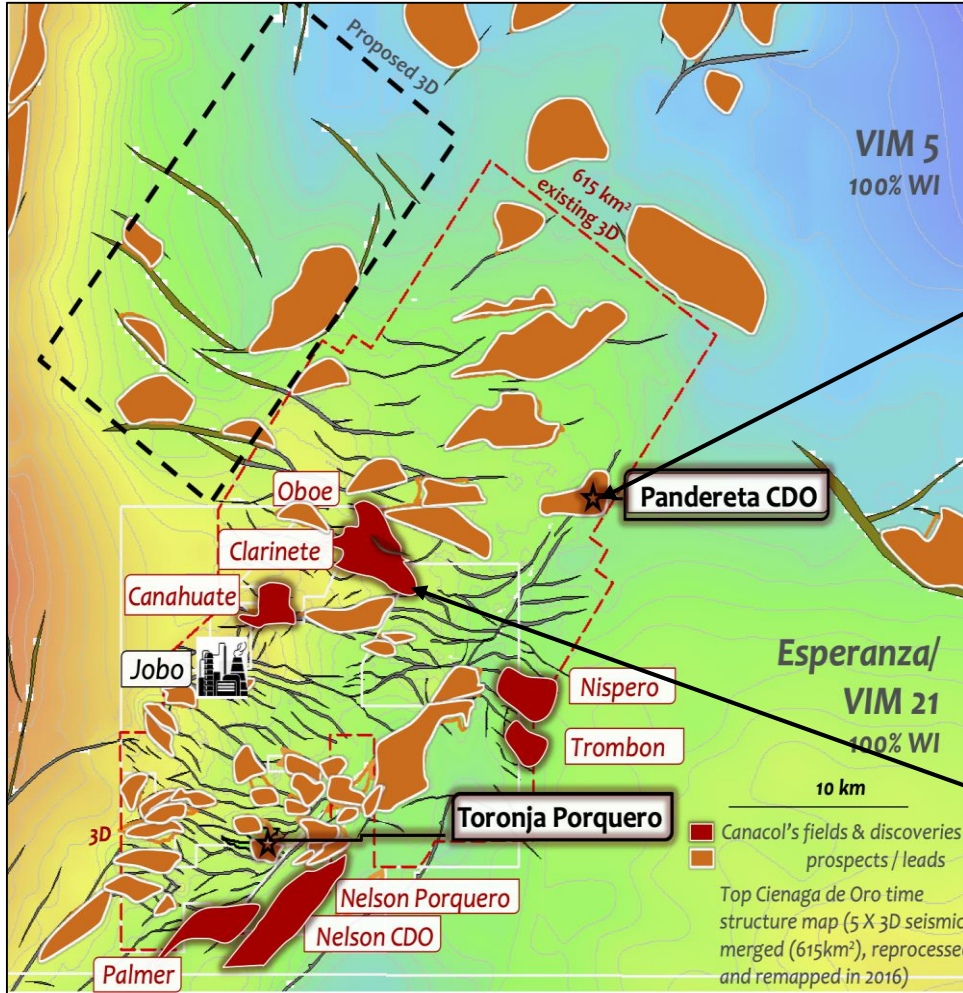 Proposed 3D
VIM 5
100% WI
615 km²
existing 3D
Pandereta CDO
Oboe
Clarinete
Canahuate
Jobo
Nispero
Esperanza/
VIM 21
100% WI
Trombon
10 km
Toronja Porquero
3D
Canacol's fields & discoveries
prospects / leads
Nelson Porquero
Nelson CDO
Palmer
Top Cienaga de Oro time
structure map (5 X 3D seismic
merged (615km²), reprocessed
and remapped in 2016)